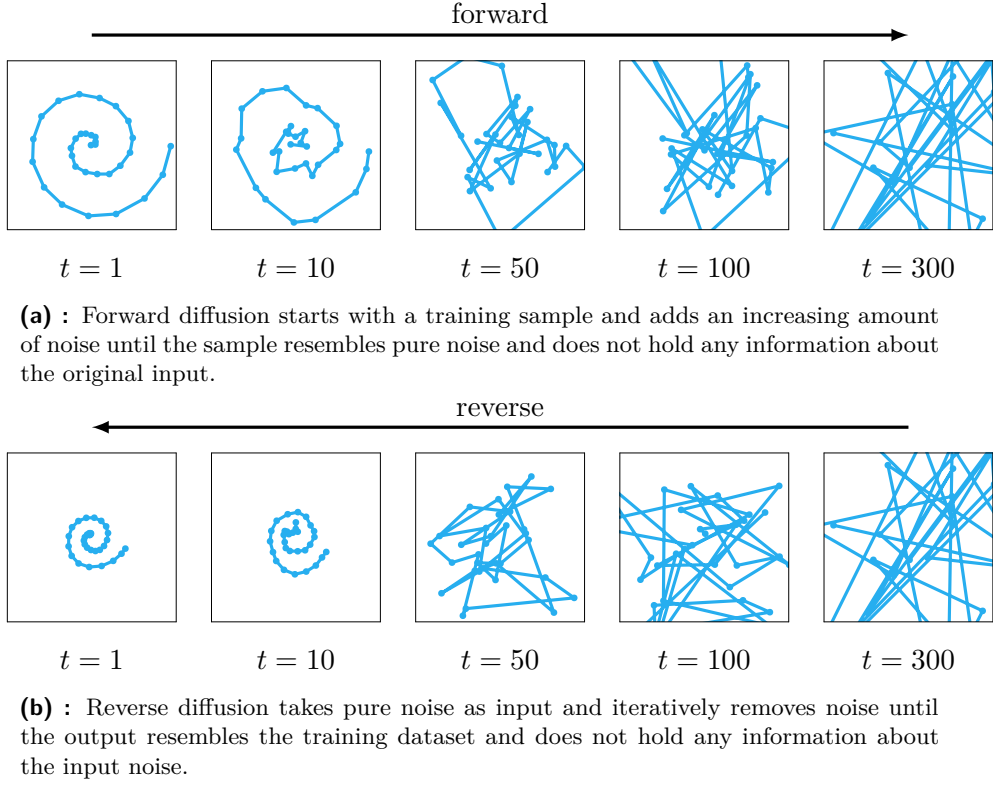 forward
t = 1
t = 10
t = 50
t = 100
t = 300
(a) : Forward diffusion starts with a training sample and adds an increasing amount
of noise until the sample resembles pure noise and does not hold any information about
the original input.
reverse
t = 1
t = 10
t = 50
t = 100
t = 300
(b) : Reverse diffusion takes pure noise as input and iteratively removes noise until
the output resembles the training dataset and does not hold any information about
the input noise.